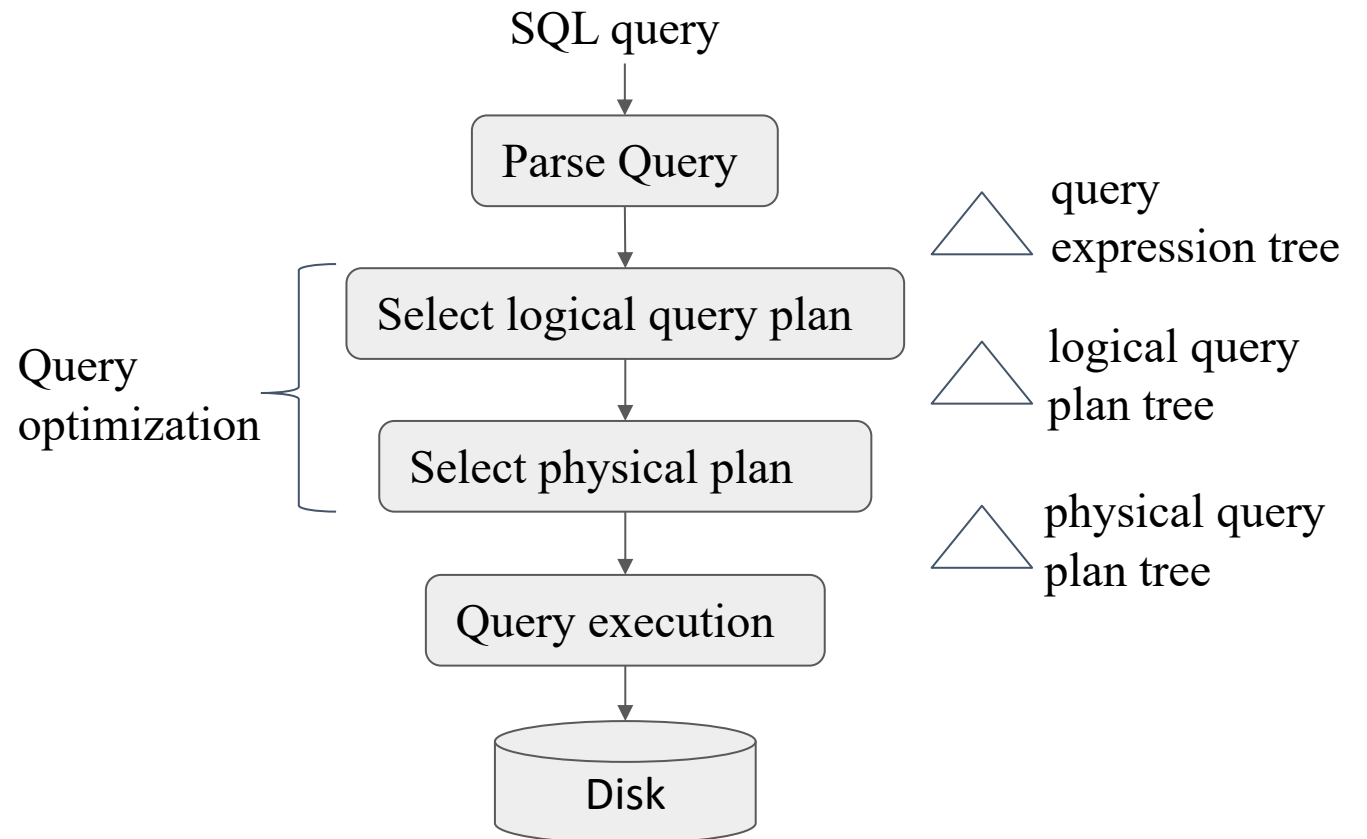 SQL query
Parse Query
query
expression tree
Select logical query plan
logical query
plan tree
Query
optimization
Select physical plan
physical query
plan tree
Query execution
Disk